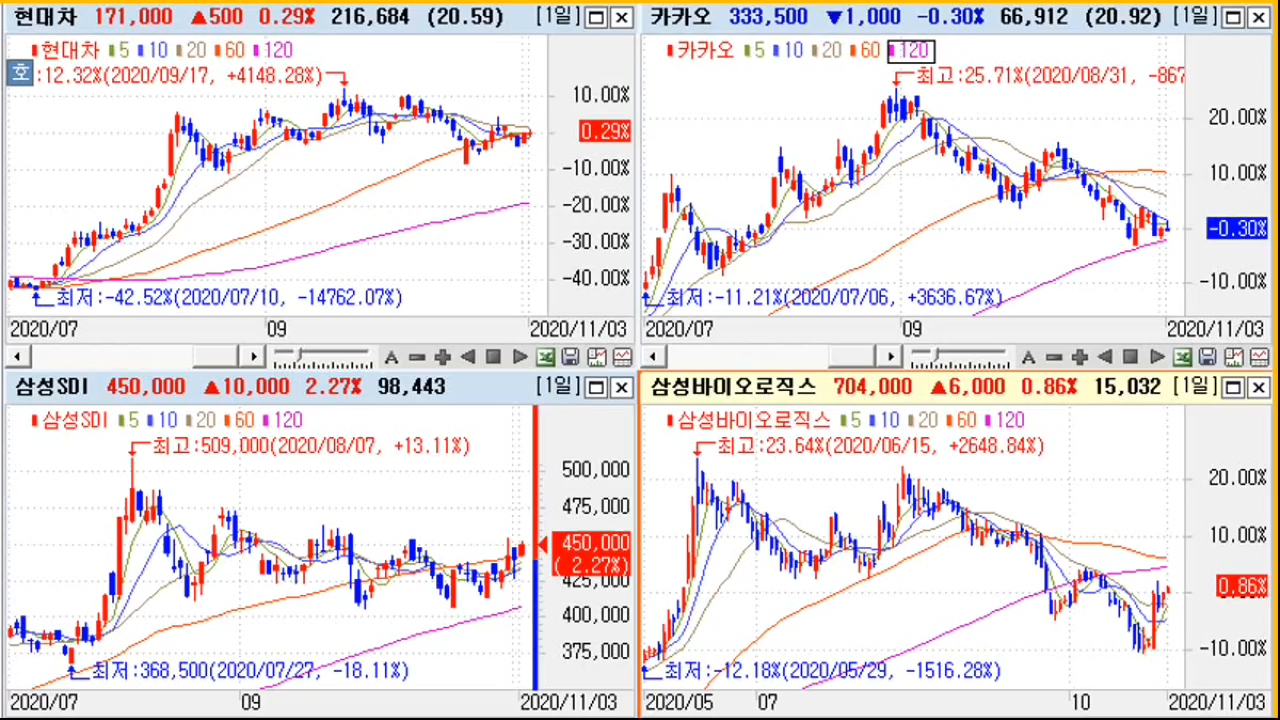 현대차 171,000 ▲500 0.29% 216,684 (20.59) [1일]
현대차 5 10 20 60 120
호 :12.32%(2020/09/17, +4148.28%)
10.00%
0.29%
-10.00%
-20.00%
-30.00%
-40.00%
최저:-42.52%(2020/07/10, -14762.07%)
2020/07 09 2020/11/03
카카오 333,500 ▼1,000 -0.30% 66,912 (20.92) [1일]
카카오 5 10 20 60 120
최고:25.71%(2020/08/31, -867
20.00%
10.00%
-0.30%
-10.00%
최저:-11.21%(2020/07/06, +3636.67%)
2020/07 09 2020/11/03
A
A
삼성SDI 450,000 ▲10,000 2.27% 98,443 [1일]
삼성SDI 5 10 20 60 120
최고:509,000(2020/08/07, +13.11%)
500,000
475,000
450,000
( 2.27%)
425,000
400,000
375,000
최저:368,500(2020/07/27, -18.11%)
2020/07 09 2020/11/03
삼성바이오로직스 704,000 ▲6,000 0.86% 15,032 [1일]
삼성바이오로직스 5 10 20 60 120
최고:23.64%(2020/06/15, +2648.84%)
20.00%
10.00%
0.86%
-10.00%
최저:-12.18%(2020/05/29, -1516.28%)
2020/05 07 10 2020/11/03